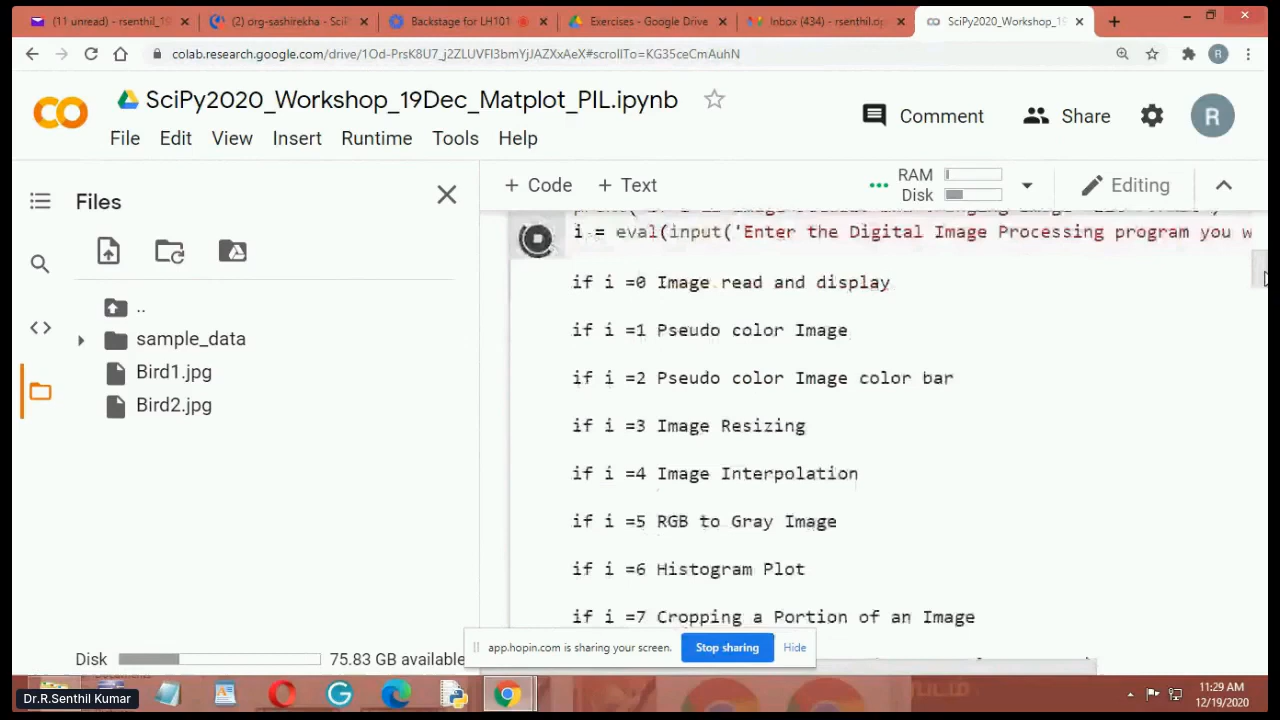 (11 unread) - rsenthil_19 (2) org-sashirekha - SciP Backstage for LH101 Exercises - Google Drive Inbox (434) - rsenthil.op SciPy2020_Workshop_19
colab.research.google.com/drive/1Od-PrsK8U7_j2ZLUVFI3bmYjJAZXxAeX#scrollTo=KG35ceCmAuhN R
SciPy2020_Workshop_19Dec_Matplot_PIL.ipynb
Comment Share R
File Edit View Insert Runtime Tools Help
Files
+ Code + Text RAM Disk Editing
i = eval(input('Enter the Digital Image Processing program you w
if i =0 Image read and display
..
if i =1 Pseudo color Image
sample_data
Bird1.jpg
if i =2 Pseudo color Image color bar
Bird2.jpg
if i =3 Image Resizing
if i =4 Image Interpolation
if i =5 RGB to Gray Image
if i =6 Histogram Plot
if i =7 Cropping a Portion of an Image
app.hopin.com is sharing your screen. Stop sharing Hide
Disk 75.83 GB available
Dr.R.Senthil Kumar
11:29 AM
12/19/2020